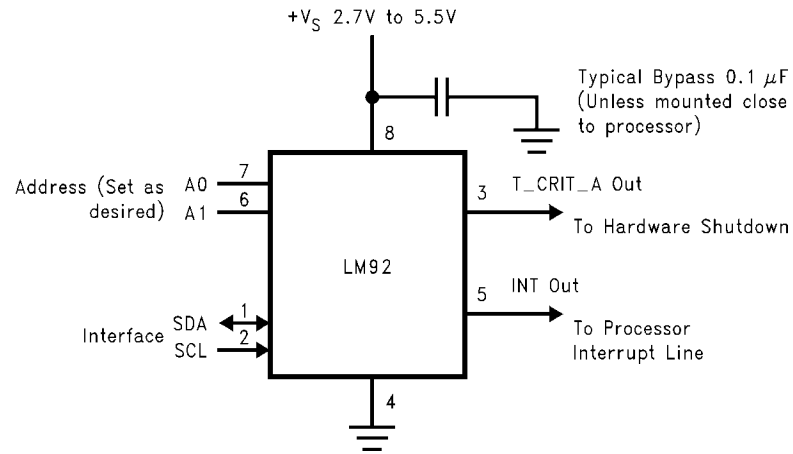 +VS 2.7V to 5.5V
Typical Bypass 0.1 μF
(Unless mounted close
to processor)
8
Address (Set as
desired)
A0
7
A1
6
3
T_CRIT_A Out
To Hardware Shutdown
LM92
5
INT Out
To Processor
Interrupt Line
Interface
SDA
1
SCL
2
4